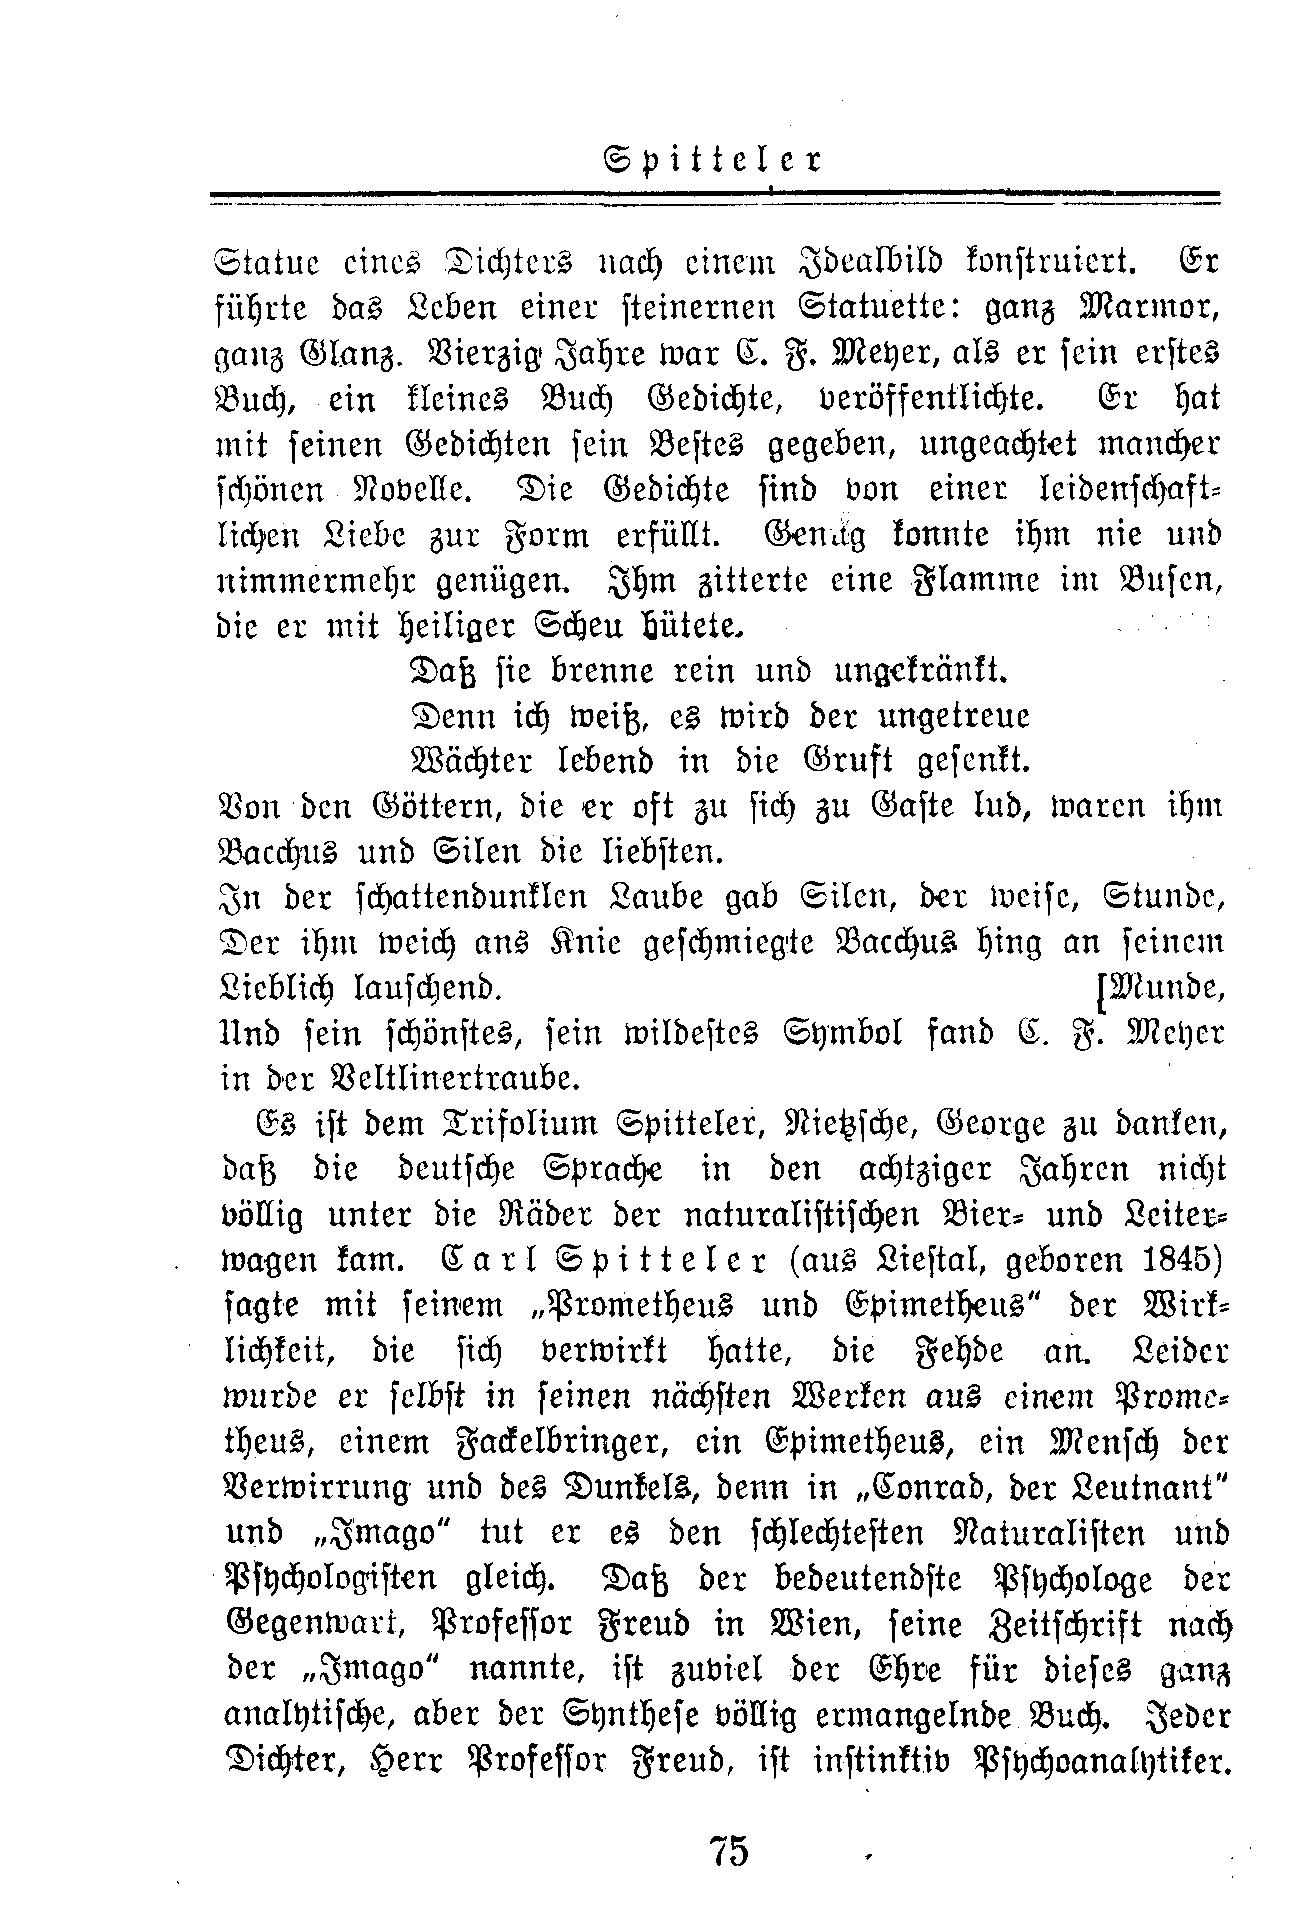 Spitteler
Statue eines Dichters nach einem Idealbild konstruiert. Er
führte das Leben einer steinernen Statuette: ganz Marmor,
ganz Glanz. Vierzig Jahre war C. F. Meyer, als er sein erstes
Buch, ein kleines Buch Gedichte, veröffentlichte. Er hat
mit seinen Gedichten sein Bestes gegeben, ungeachtet mancher
schönen Novelle. Die Gedichte sind von einer leidenschaft-
lichen Liebe zur Form erfüllt. Genug konnte ihm nie und
nimmermehr genügen. Ihm zitterte eine Flamme im Busen,
die er mit heiliger Scheu hütete.
Daß sie brenne rein und ungekränkt.
Denn ich weiß, es wird der ungetreue
Wächter lebend in die Gruft gesenkt.
Von den Göttern, die er oft zu sich zu Gaste lud, waren ihm
Bacchus und Silen die liebsten.
In der schattendunklen Laube gab Silen, der weise, Stunde,
Der ihm weich ans Knie geschmiegte Bacchus hing an seinem
Lieblich lauschend. [Munde,
Und sein schönstes, sein wildestes Symbol fand C. F. Meyer
in der Veltlinertraube.
Es ist dem Trifolium Spitteler, Nietzsche, George zu danken,
daß die deutsche Sprache in den achtziger Jahren nicht
völlig unter die Räder der naturalistischen Bier- und Leiter-
wagen kam. Carl Spitteler (aus Liestal, geboren 1845)
sagte mit seinem „Prometheus und Epimetheus“ der Wirk-
lichkeit, die sich verwirkt hatte, die Fehde an. Leider
wurde er selbst in seinen nächsten Werken aus einem Prome-
theus, einem Fackelbringer, ein Epimetheus, ein Mensch der
Verwirrung und des Dunkels, denn in „Conrad, der Leutnant“
und „Imago“ tut er es den schlechtesten Naturalisten und
Psychologisten gleich. Daß der bedeutendste Psychologe der
Gegenwart, Professor Freud in Wien, seine Zeitschrift nach
der „Imago“ nannte, ist zuviel der Ehre für dieses ganz
analytische, aber der Synthese völlig ermangelnde Buch. Jeder
Dichter, Herr Professor Freud, ist instinktiv Psychoanalytiker.
75